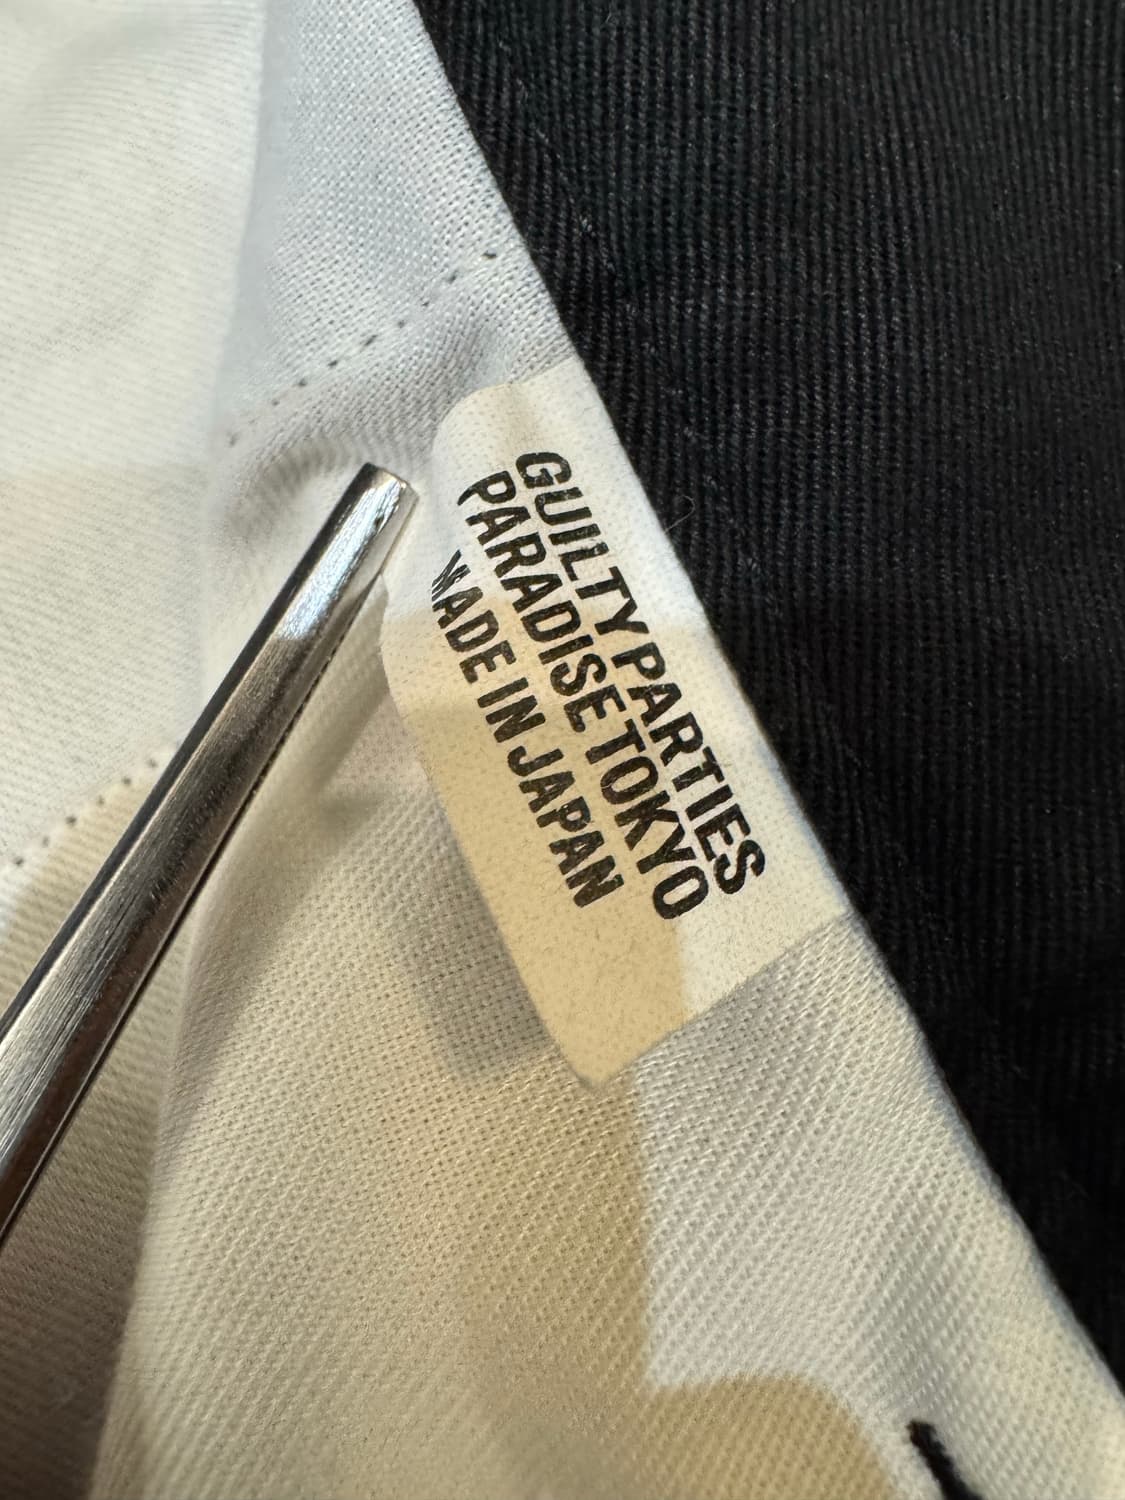 GUILTY PARTIES
PARADISE TOKYO
MADE IN JAPAN